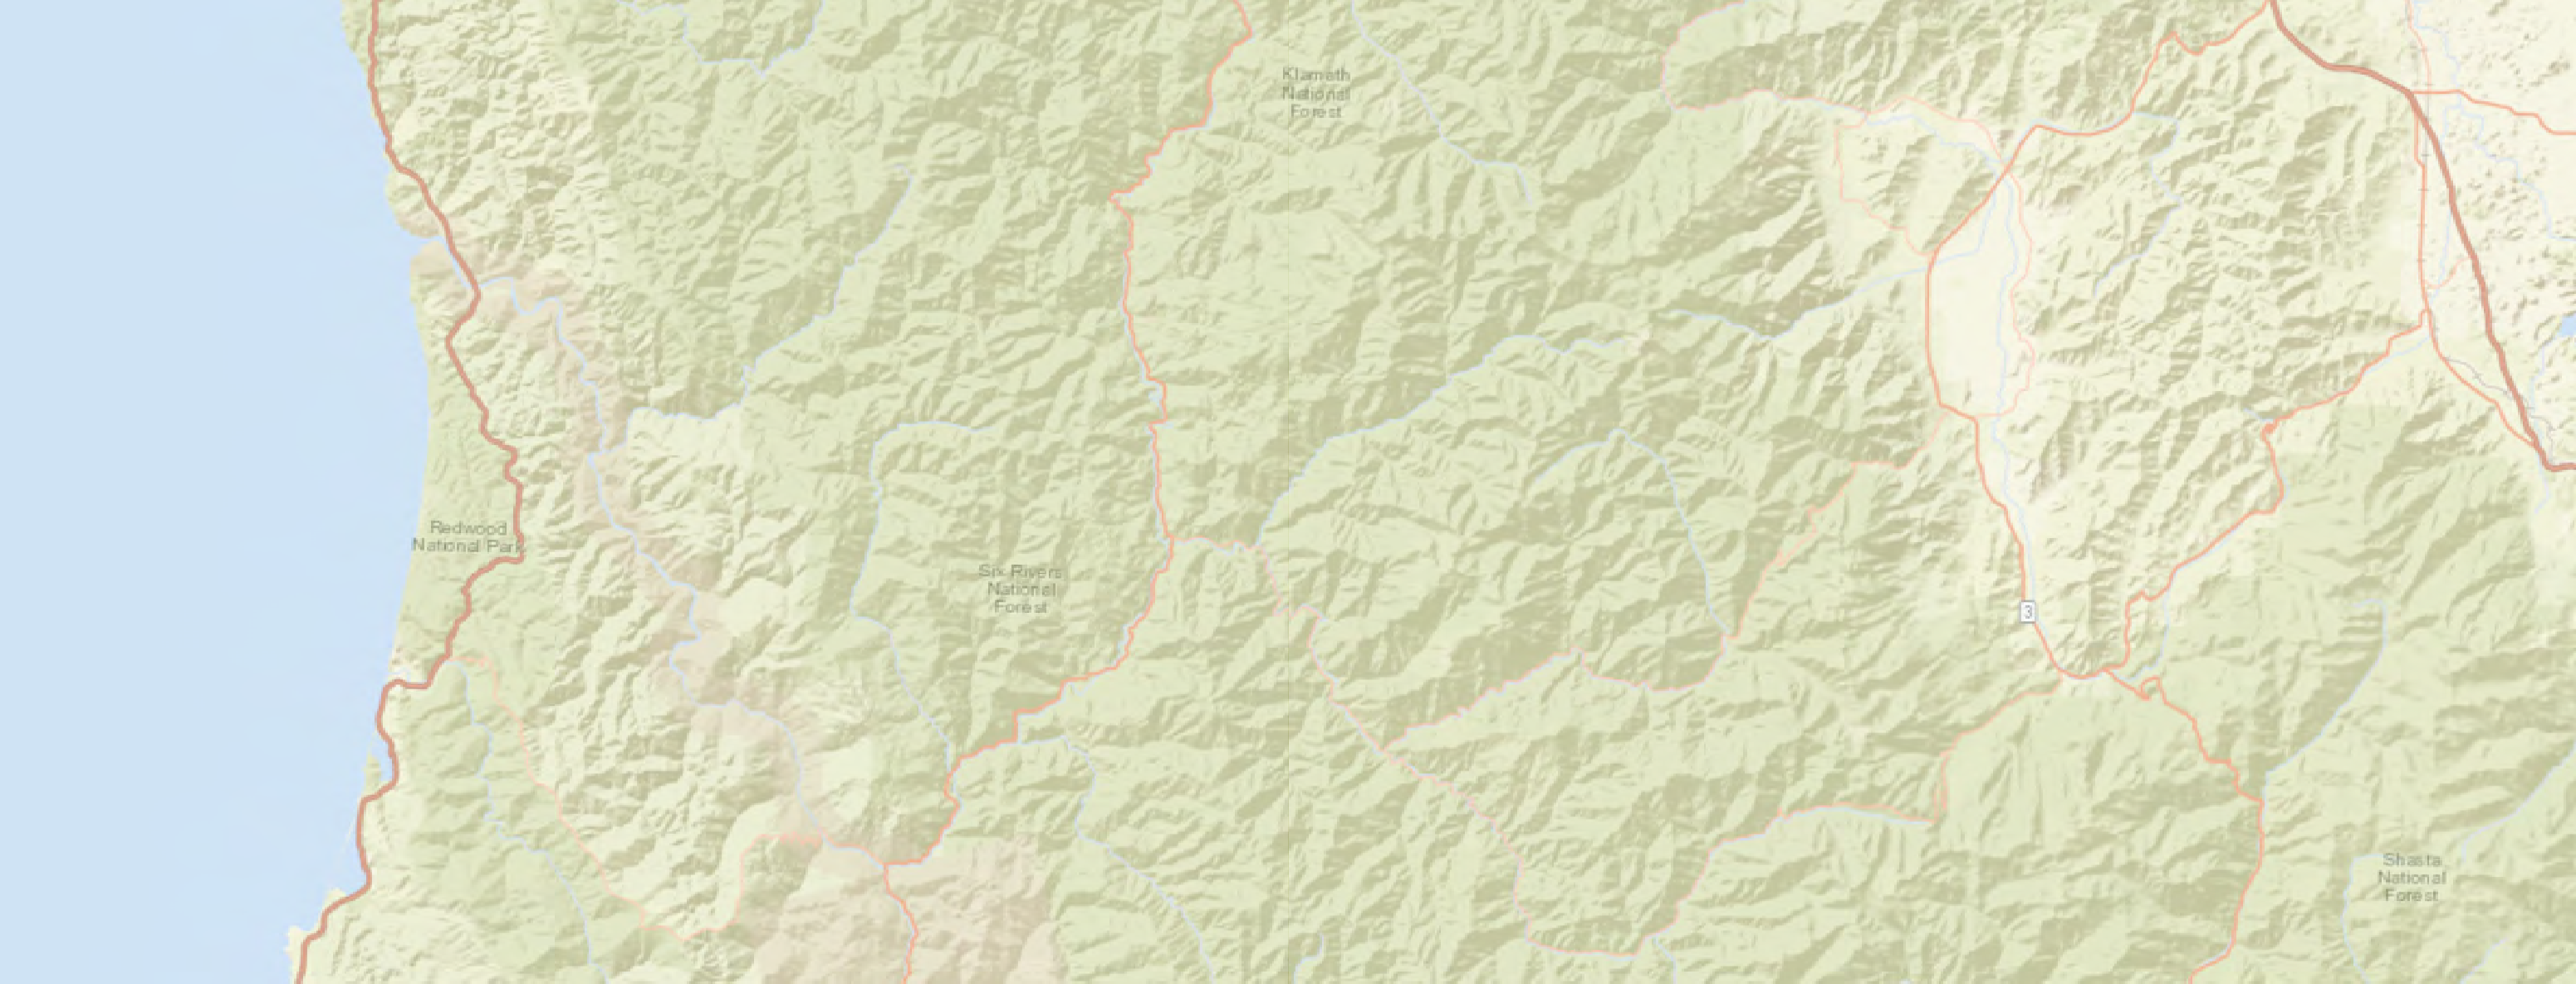 Klamath
National
Forest
Redwood
National Park
Six Rivers
National
Forest
3
Shasta
National
Forest